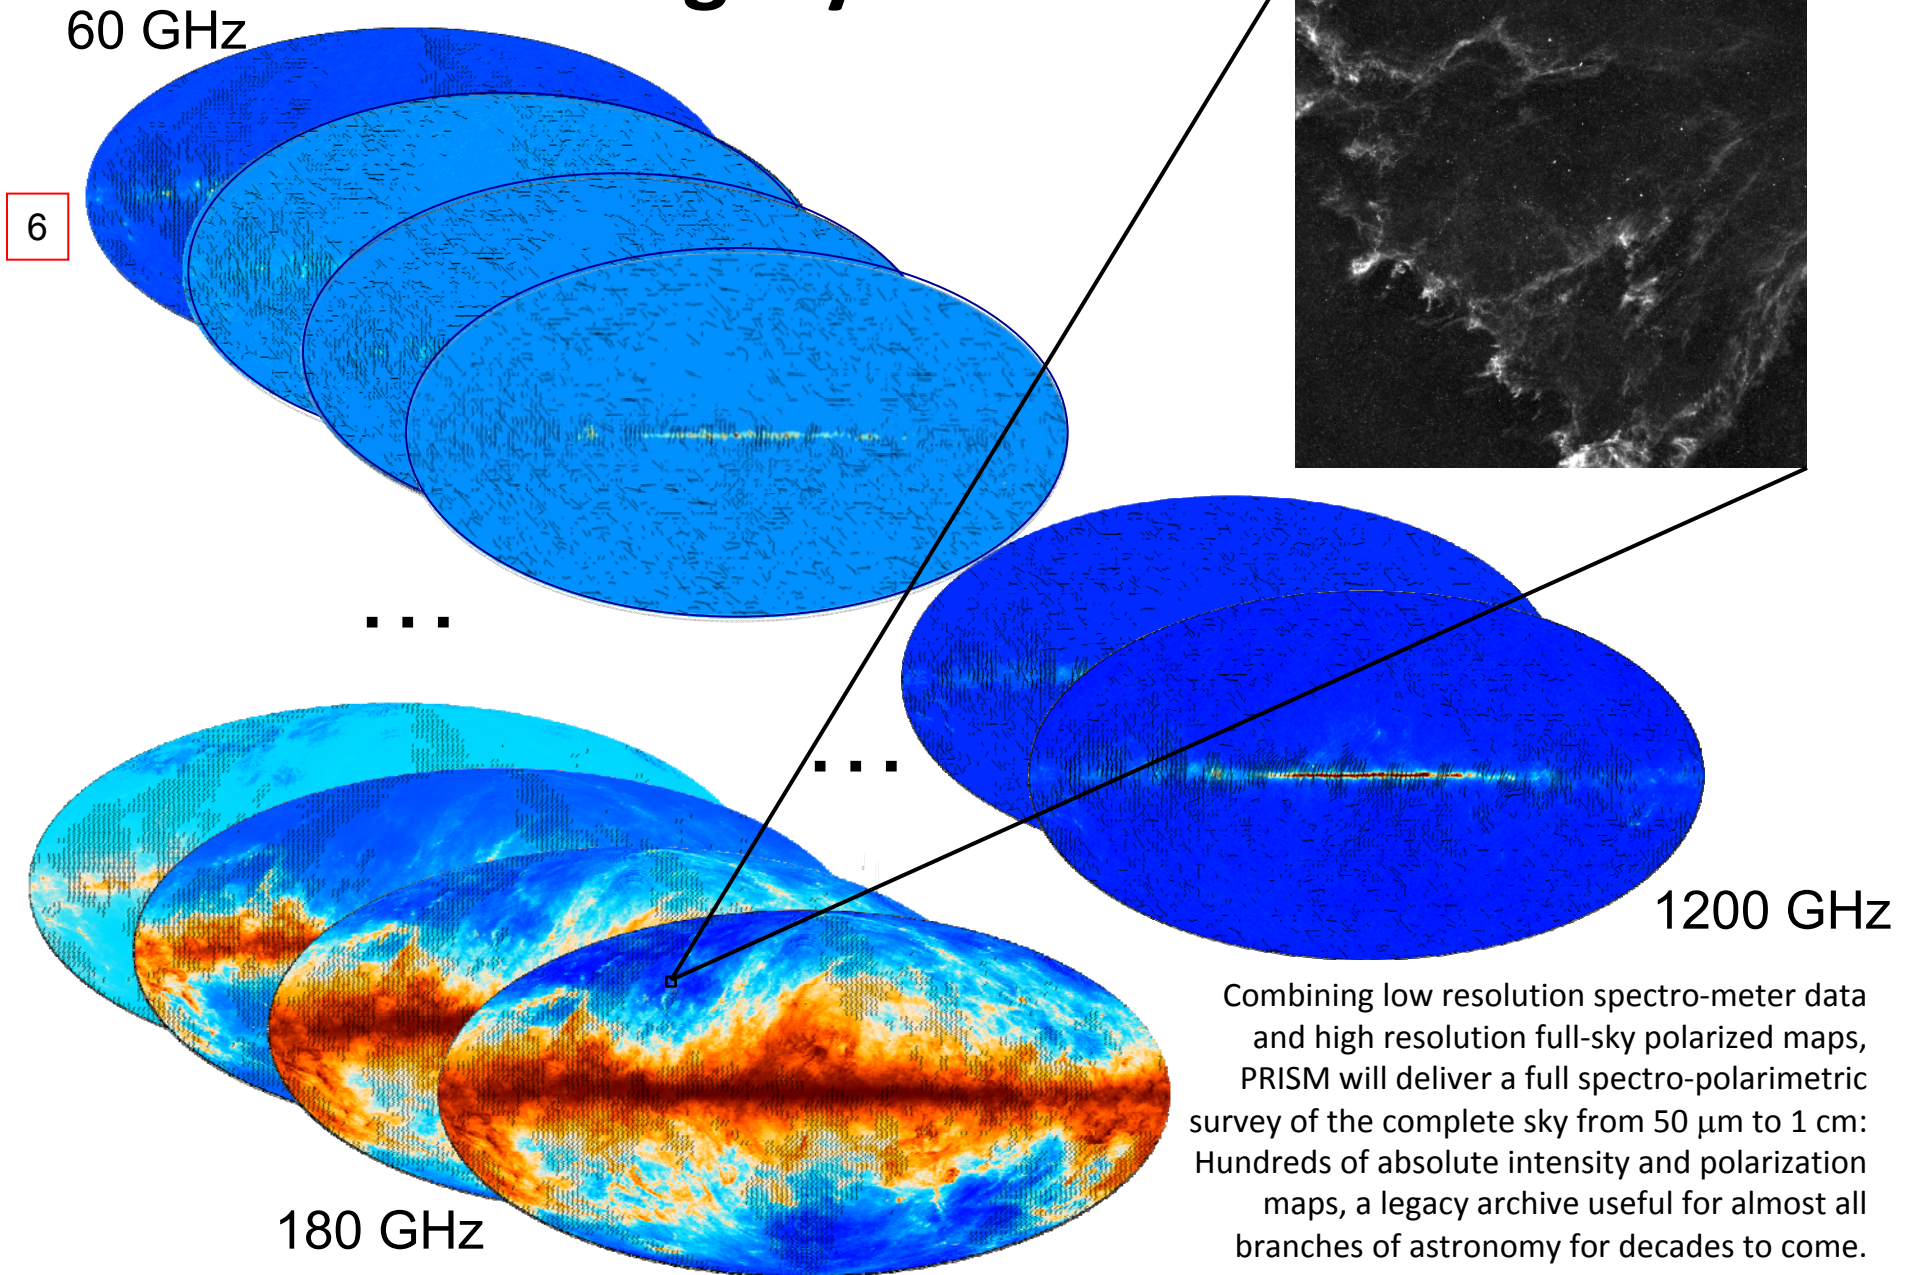 60 GHz
6
...
...
1200 GHz
Combining low resolution spectro-meter data
and high resolution full-sky polarized maps,
PRISM will deliver a full spectro-polarimetric
survey of the complete sky from 50 μm to 1 cm:
Hundreds of absolute intensity and polarization
maps, a legacy archive useful for almost all
branches of astronomy for decades to come.
180 GHz